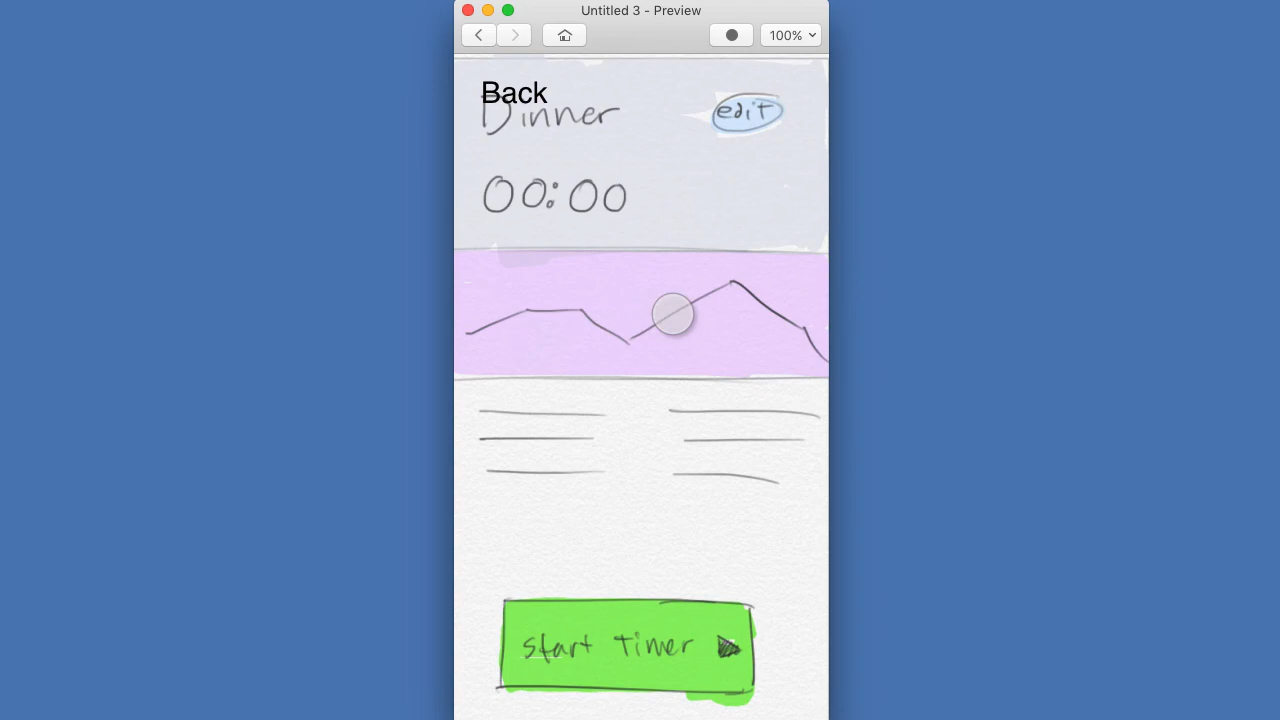 Untitled 3 - Preview
100%
Back
Dinner
edit
00:00
start Timer